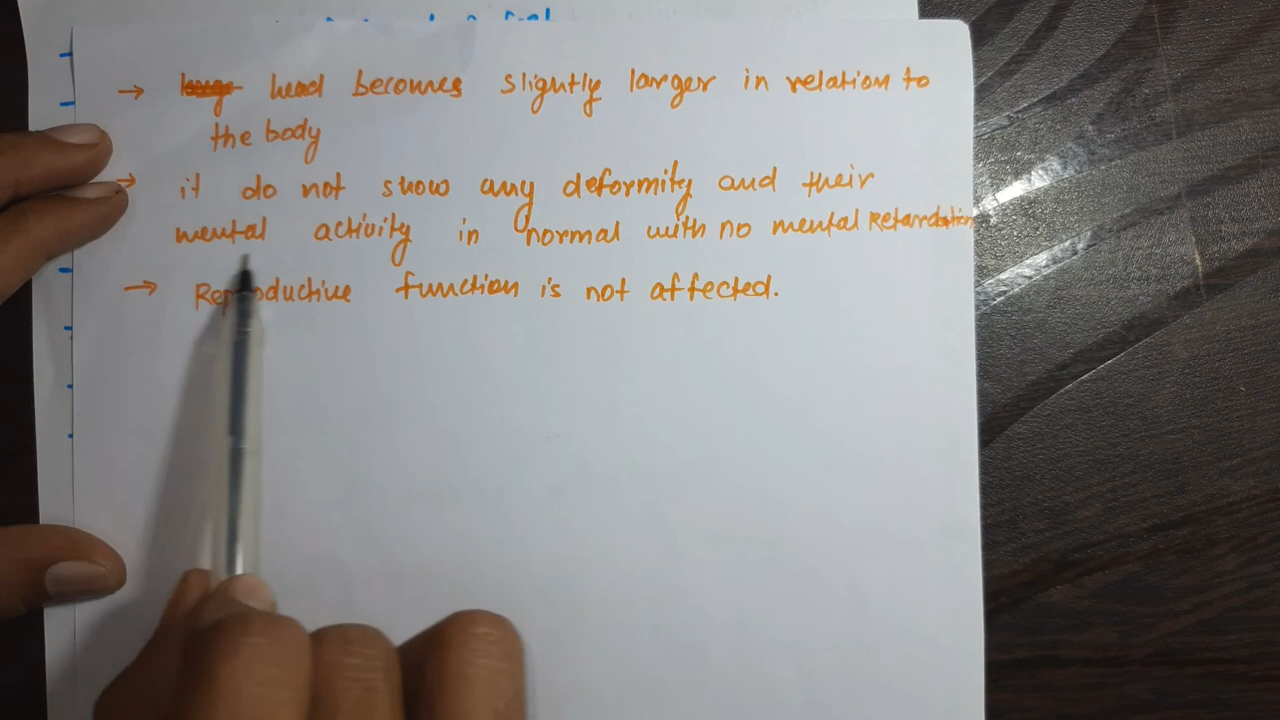 → head becomes slightly larger in relation to
the body
→ it do not show any deformity and their
mental activity in normal with no mental Retardation
→ Reproductive function is not affected.